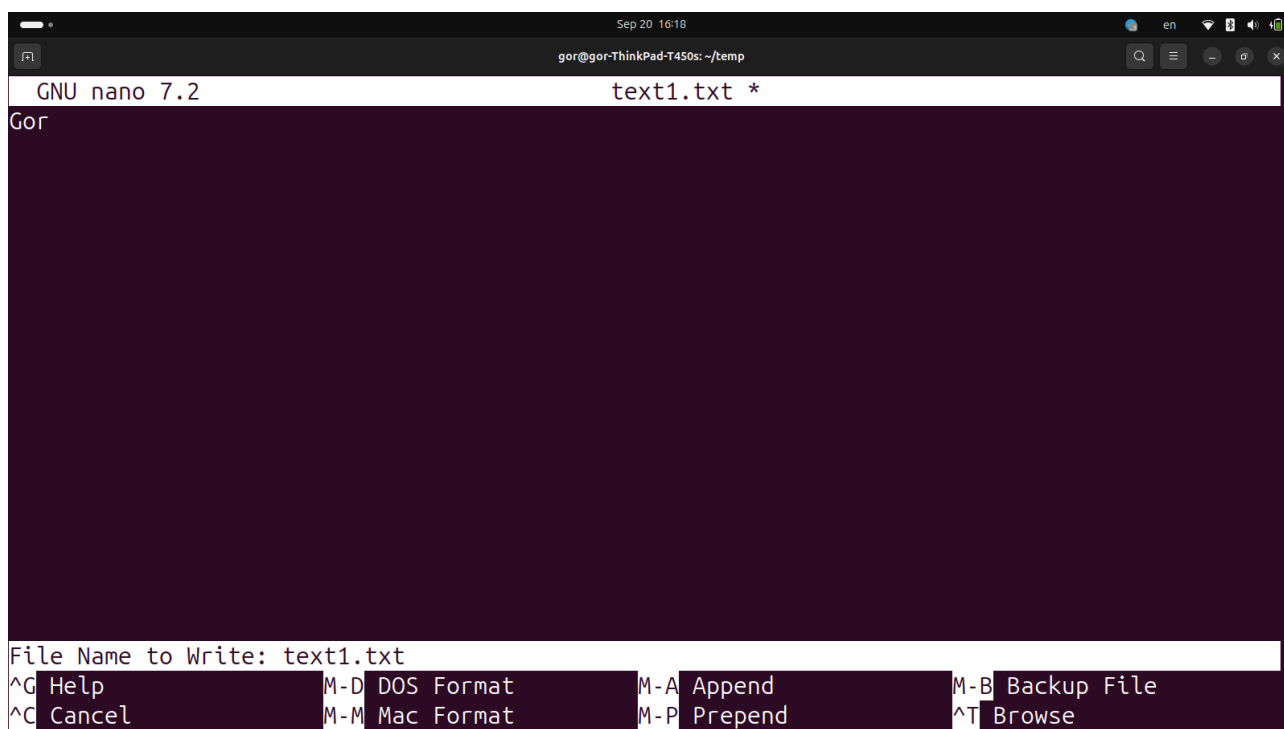 Sep 20 16:18
en
gor@gor-ThinkPad-T450s: ~/temp
GNU nano 7.2 text1.txt *
Gor
File Name to Write: text1.txt
^G Help M-D DOS Format M-A Append M-B Backup File
^C Cancel M-M Mac Format M-P Prepend ^T Browse